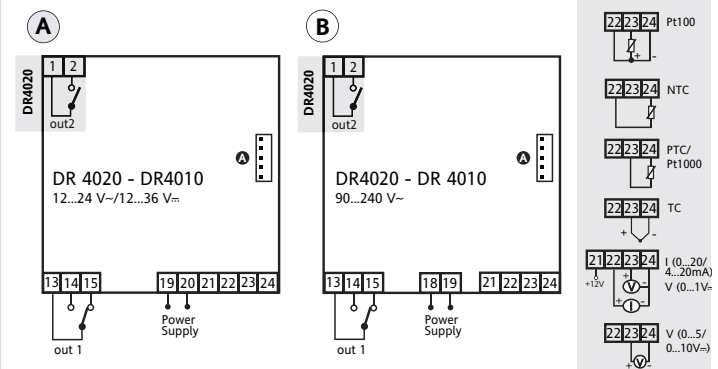 A
DR4020
1 2
out2
A
DR 4020 - DR4010
12...24 V~/12...36 V⎓
13 14 15
19 20 21 22 23 24
Power
Supply
out 1
B
DR4020
1 2
out2
A
DR4020 - DR 4010
90...240 V~
13 14 15
18 19
21 22 23 24
Power
Supply
out 1
22 23 24 Pt100
+ -
22 23 24 NTC
22 23 24 PTC/
Pt1000
22 23 24 TC
+ -
21 22 23 24 I (0...20/
4...20mA)
+12V
+ V -
V (0...1V⎓
+ I -
22 23 24 V (0...5/
0...10V⎓)
+ V -